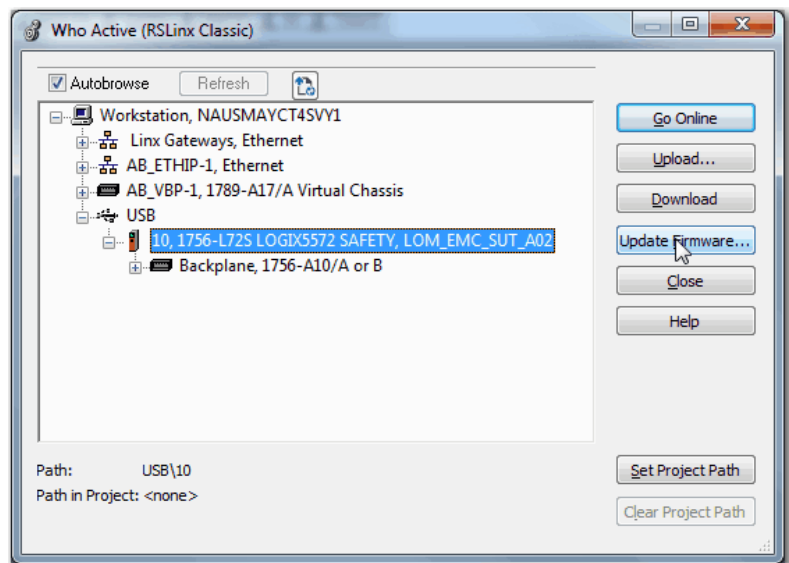 Who Active (RSLinx Classic)
Autobrowse Refresh
Workstation, NAUSMAYCT4SVY1
Linx Gateways, Ethernet
AB_ETHIP-1, Ethernet
AB_VBP-1, 1789-A17/A Virtual Chassis
USB
10, 1756-L72S LOGIX5572 SAFETY, LOM_EMC_SUT_A02
Backplane, 1756-A10/A or B
Go Online
Upload...
Download
Update Firmware...
Close
Help
Path: USB\10
Path in Project: <none>
Set Project Path
Clear Project Path